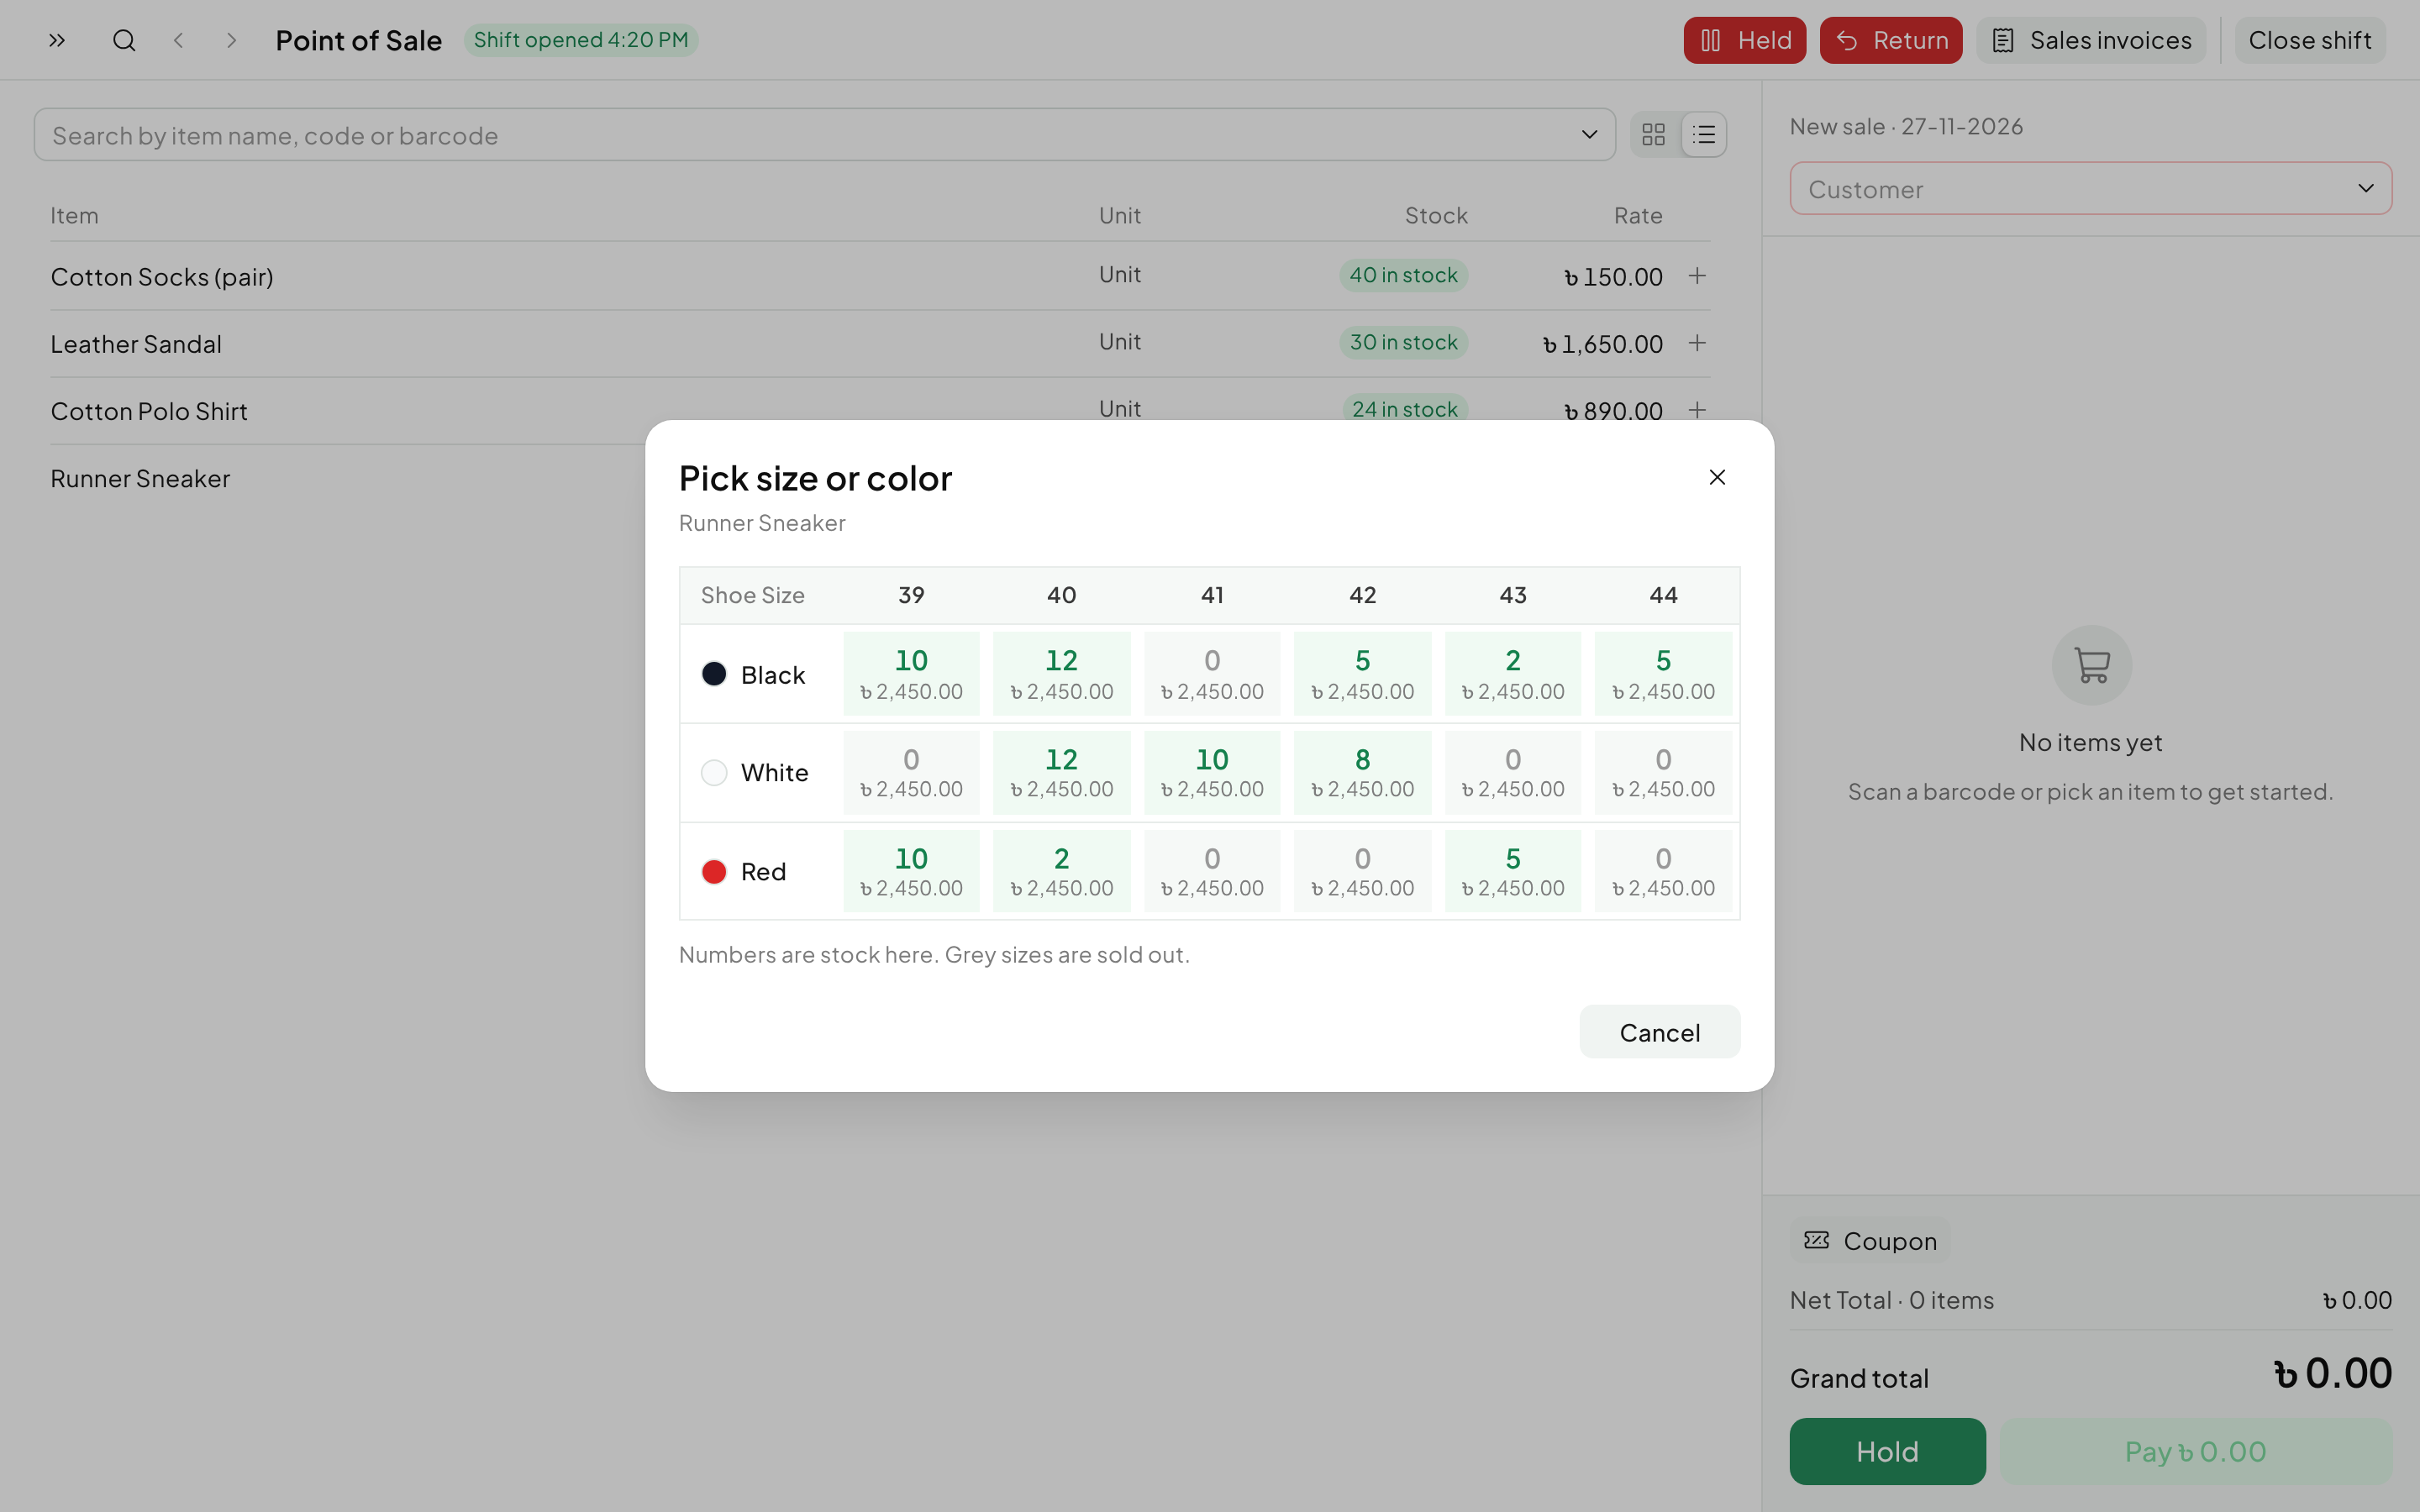 Point of Sale Shift opened 4:20 PM Held Return Sales invoices Close shift
Search by item name, code or barcode
Item Unit Stock Rate
Cotton Socks (pair) Unit 40 in stock ৳ 150.00
Leather Sandal Unit 30 in stock ৳ 1,650.00
Cotton Polo Shirt Unit 24 in stock ৳ 890.00
Runner Sneaker
Pick size or color
Runner Sneaker
Shoe Size 39 40 41 42 43 44
Black 10 12 0 5 2 5
৳ 2,450.00 ৳ 2,450.00 ৳ 2,450.00 ৳ 2,450.00 ৳ 2,450.00 ৳ 2,450.00
White 0 12 10 8 0 0
৳ 2,450.00 ৳ 2,450.00 ৳ 2,450.00 ৳ 2,450.00 ৳ 2,450.00 ৳ 2,450.00
Red 10 2 0 0 5 0
৳ 2,450.00 ৳ 2,450.00 ৳ 2,450.00 ৳ 2,450.00 ৳ 2,450.00 ৳ 2,450.00
Numbers are stock here. Grey sizes are sold out.
Cancel
New sale · 27-11-2026
Customer
No items yet
Scan a barcode or pick an item to get started.
Coupon
Net Total · 0 items ৳ 0.00
Grand total ৳ 0.00
Hold Pay ৳ 0.00